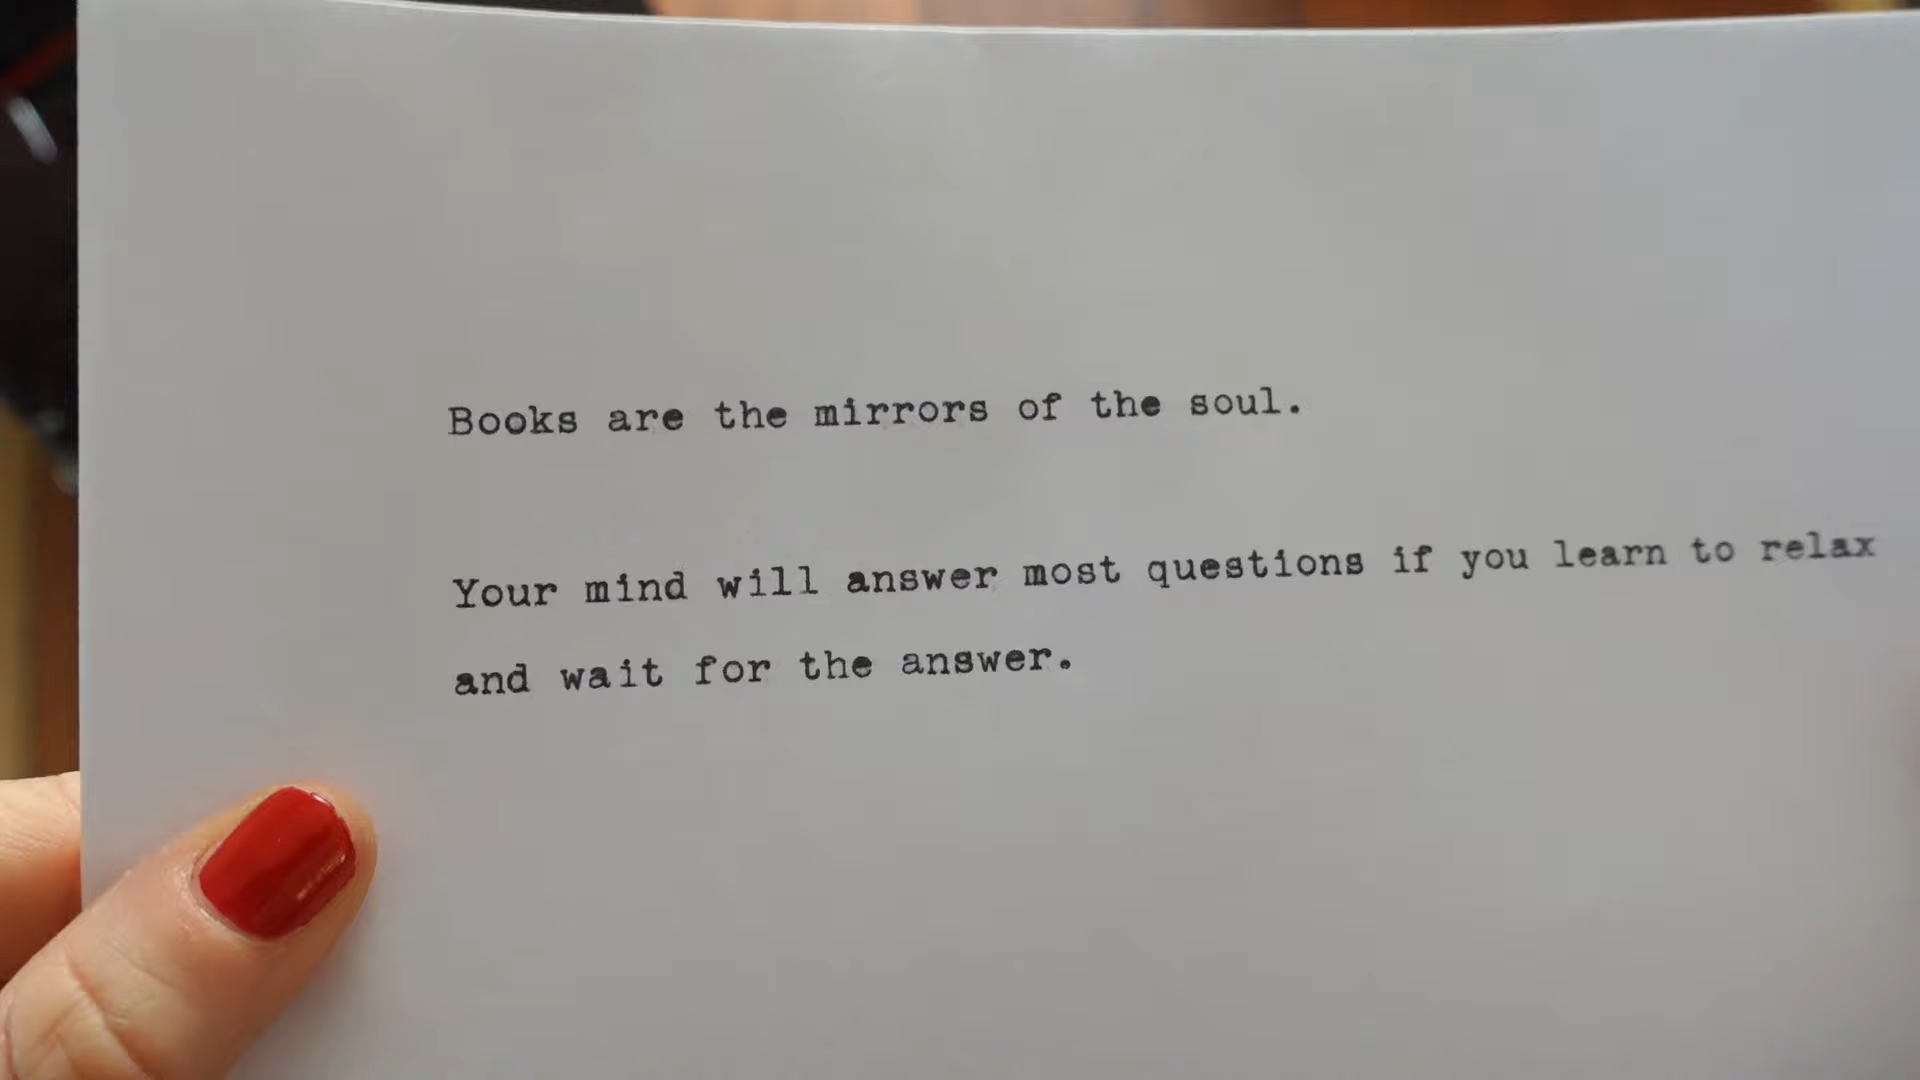 Books are the mirrors of the soul.
Your mind will answer most questions if you learn to relax
and wait for the answer.